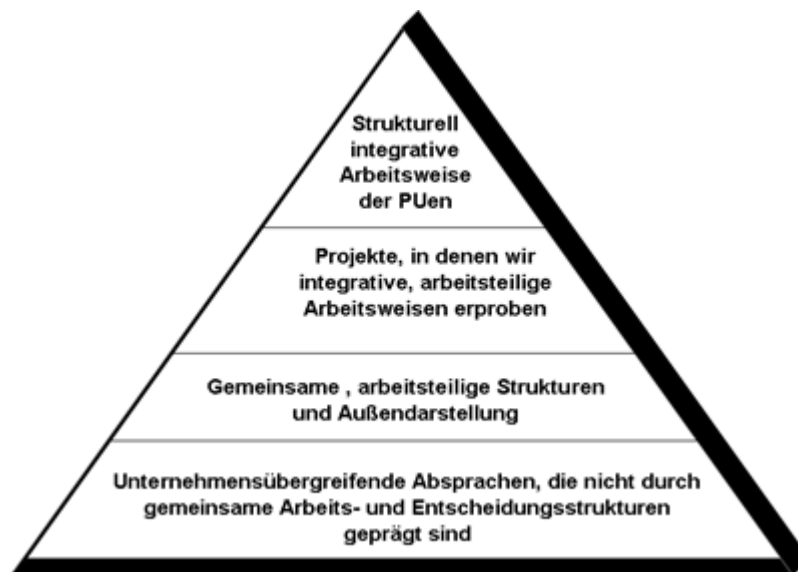 Strukturell
integrative
Arbeitsweise
der PUen
Projekte, in denen wir
integrative, arbeitsteilige
Arbeitsweisen erproben
Gemeinsame , arbeitsteilige Strukturen
und Außendarstellung
Unternehmensübergreifende Absprachen, die nicht durch
gemeinsame Arbeits- und Entscheidungsstrukturen
geprägt sind